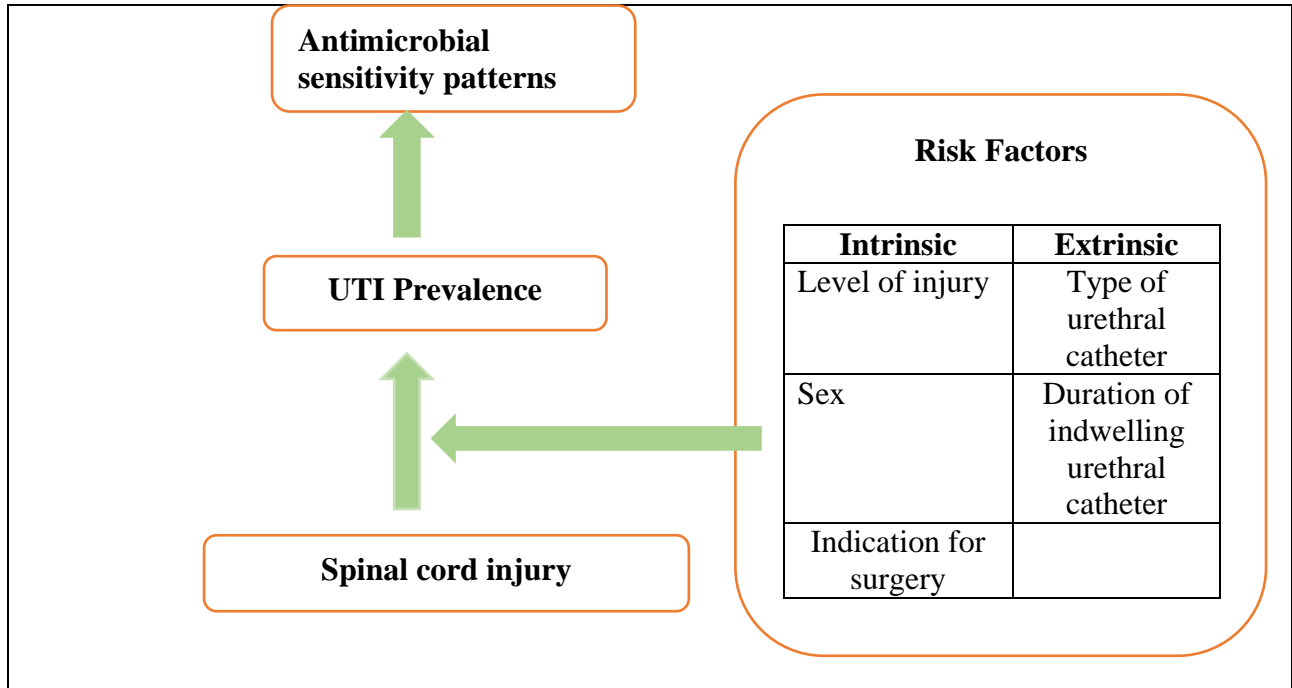 Antimicrobial
sensitivity patterns
UTI Prevalence
Spinal cord injury
Risk Factors
Intrinsic Extrinsic
Level of injury
Type of
urethral
catheter
Sex
Duration of
indwelling
urethral
catheter
Indication for
surgery